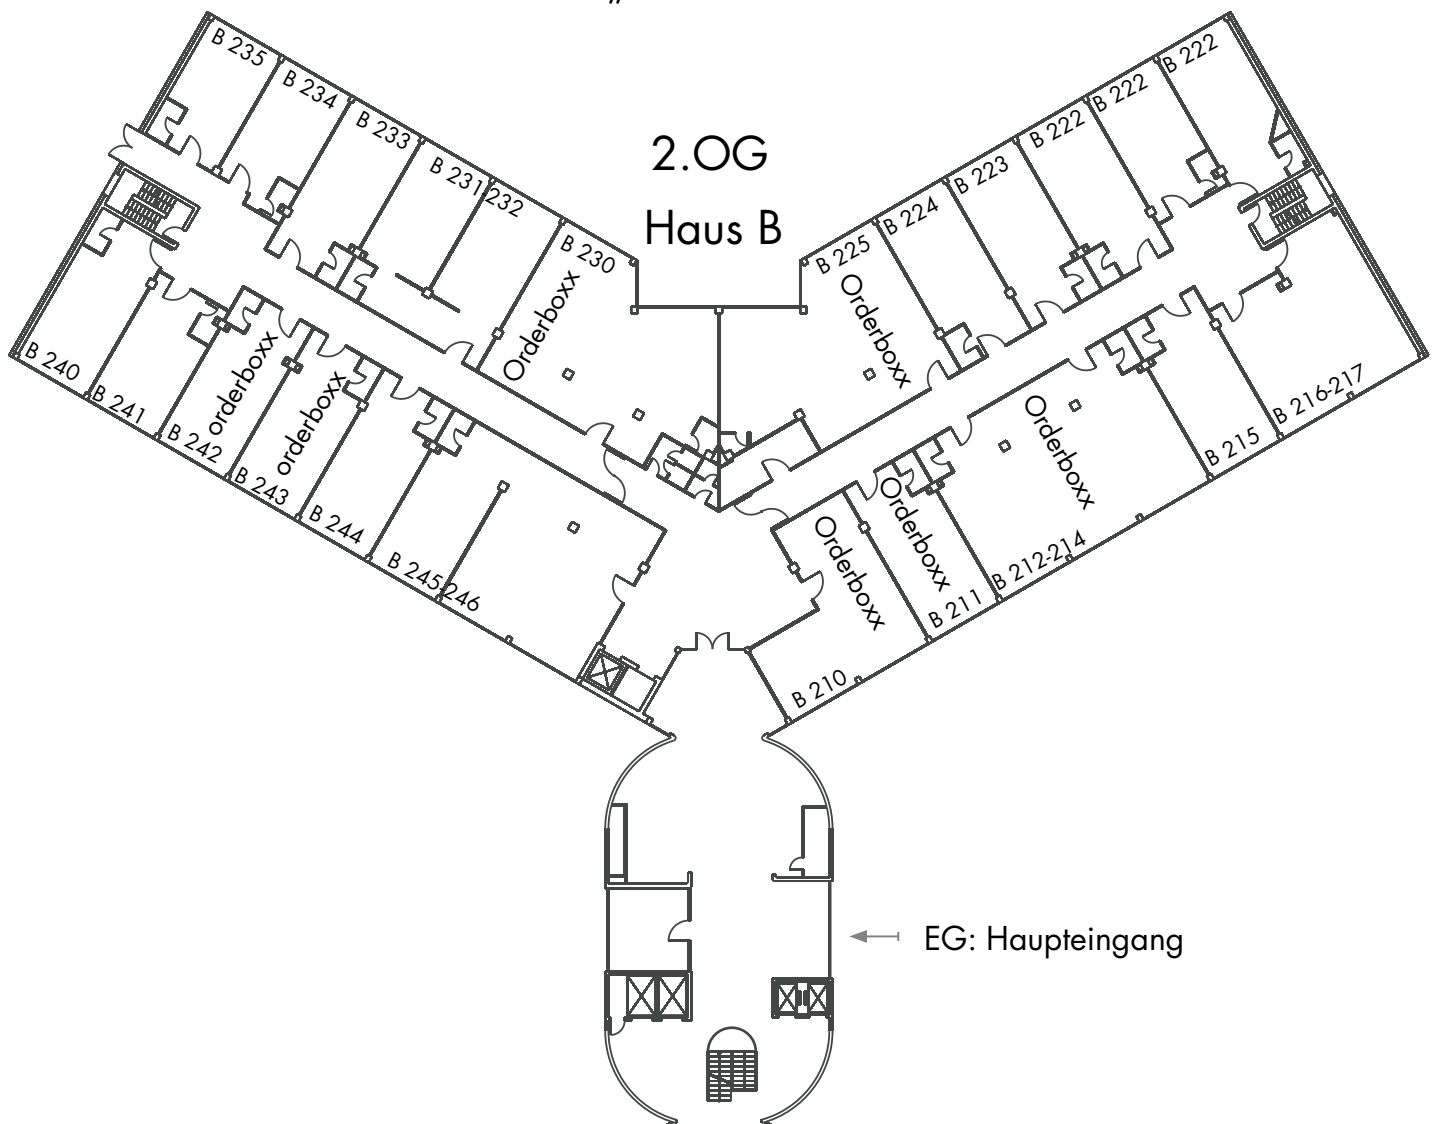 2.OG
Haus B
B 235
B 234
B 233
B 231/232
B 230
Orderboxx
B 225
Orderboxx
B 224
B 223
B 222
B 222
B 222
B 240
B 241
B 242
orderboxx
B 243
orderboxx
B 244
B 245-246
B 210
Orderboxx
B 211
Orderboxx
B 212-214
Orderboxx
B 215
B 216-217
EG: Haupteingang